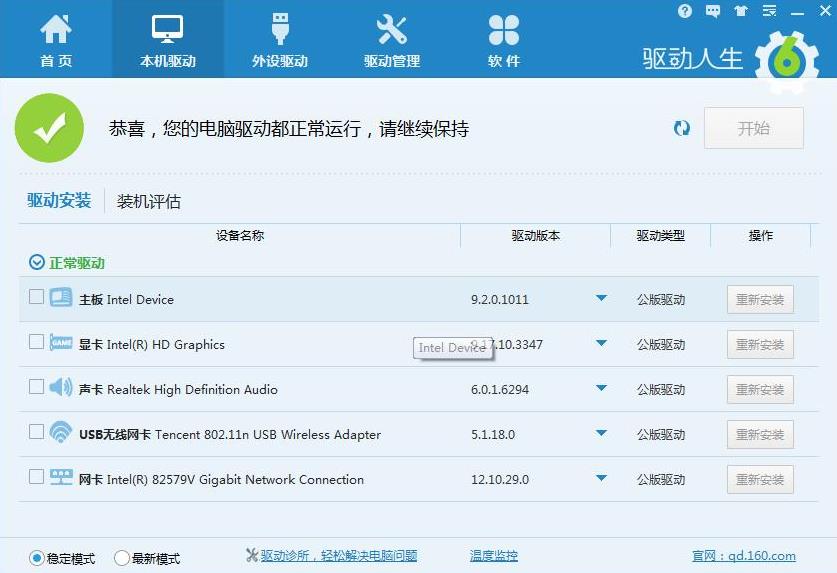 首页 本机驱动 外设驱动 驱动管理 软件 驱动人生 6
恭喜，您的电脑驱动都正常运行，请继续保持 开始
驱动安装 装机评估
设备名称 驱动版本 驱动类型 操作
正常驱动
主板 Intel Device 9.2.0.1011 公版驱动 重新安装
GAME 显卡 Intel(R) HD Graphics 9.17.10.3347 公版驱动 重新安装
Intel Device
声卡 Realtek High Definition Audio 6.0.1.6294 公版驱动 重新安装
USB无线网卡 Tencent 802.11n USB Wireless Adapter 5.1.18.0 公版驱动 重新安装
网卡 Intel(R) 82579V Gigabit Network Connection 12.10.29.0 公版驱动 重新安装
稳定模式 最新模式 驱动诊所，轻松解决电脑问题 温度监控 官网：qd.160.com